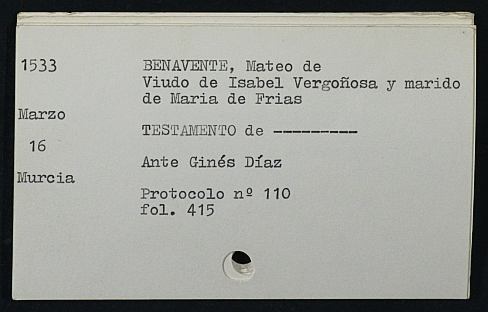 1533
BENAVENTE, Mateo de
Viudo de Isabel Vergoñosa y marido
de Maria de Frias
Marzo
TESTAMENTO de ---------
16
Ante Ginés Díaz
Murcia
Protocolo nº 110
fol. 415